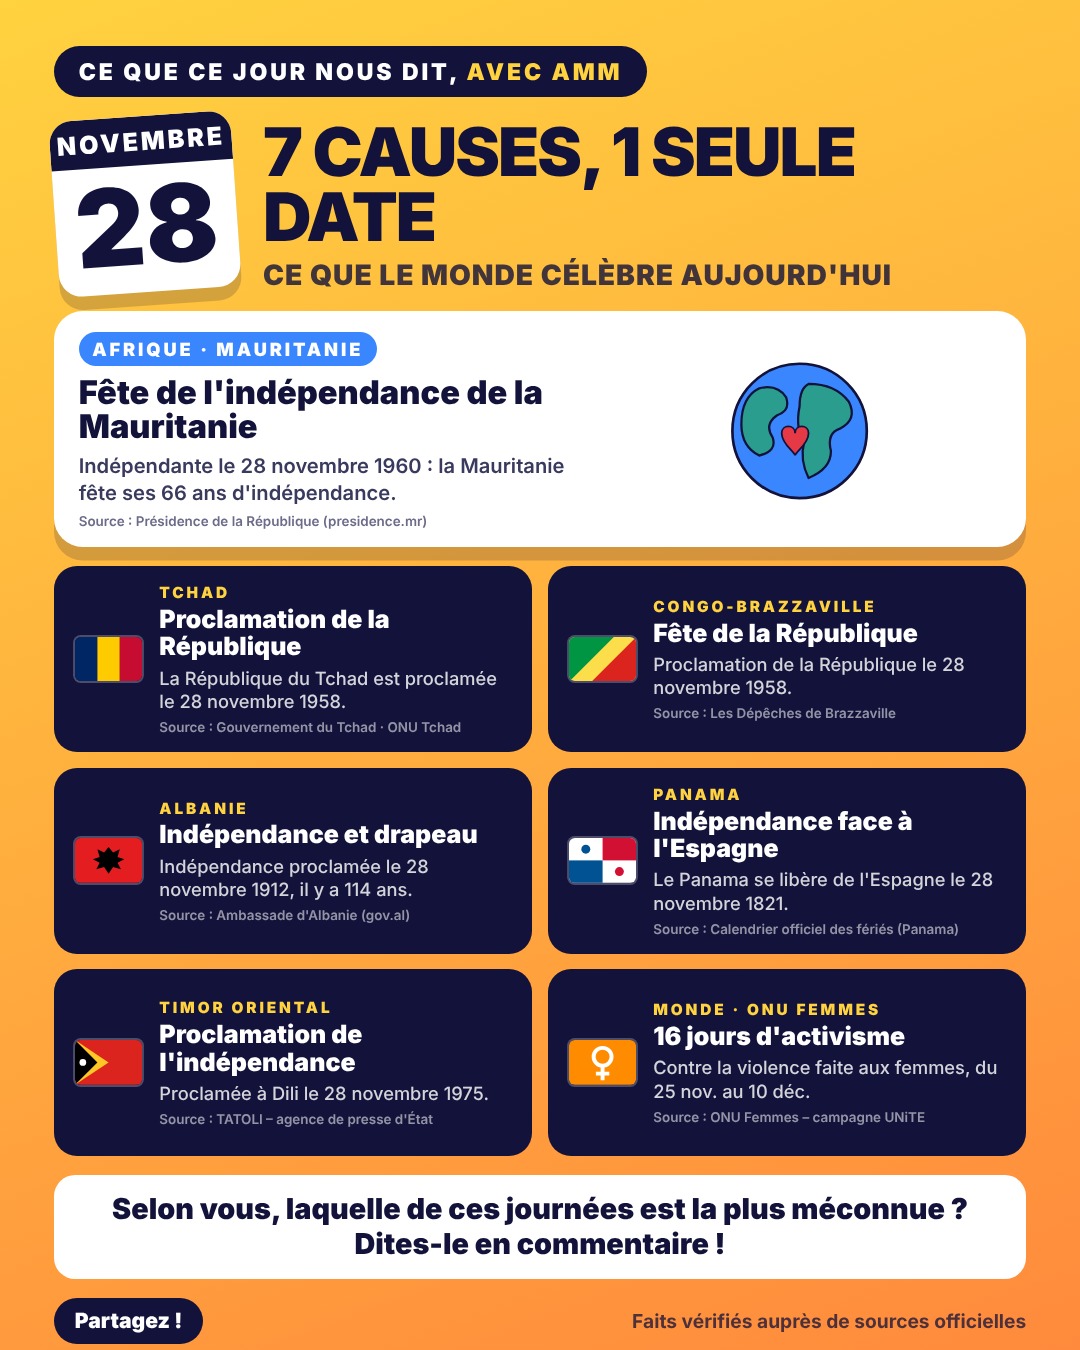 CE QUE CE JOUR NOUS DIT, AVEC AMM
NOVEMBRE
28
7 CAUSES, 1 SEULE
DATE
CE QUE LE MONDE CÉLÈBRE AUJOURD'HUI
AFRIQUE · MAURITANIE
Fête de l'indépendance de la
Mauritanie
Indépendante le 28 novembre 1960 : la Mauritanie
fête ses 66 ans d'indépendance.
Source : Présidence de la République (presidence.mr)
TCHAD
Proclamation de la
République
La République du Tchad est proclamée
le 28 novembre 1958.
Source : Gouvernement du Tchad · ONU Tchad
CONGO-BRAZZAVILLE
Fête de la République
Proclamation de la République le 28
novembre 1958.
Source : Les Dépêches de Brazzaville
ALBANIE
Indépendance et drapeau
Indépendance proclamée le 28
novembre 1912, il y a 114 ans.
Source : Ambassade d'Albanie (gov.al)
PANAMA
Indépendance face à
l'Espagne
Le Panama se libère de l'Espagne le 28
novembre 1821.
Source : Calendrier officiel des fériés (Panama)
TIMOR ORIENTAL
Proclamation de
l'indépendance
Proclamée à Dili le 28 novembre 1975.
Source : TATOLI – agence de presse d'État
MONDE · ONU FEMMES
16 jours d'activisme
Contre la violence faite aux femmes, du
25 nov. au 10 déc.
Source : ONU Femmes – campagne UNiTE
Selon vous, laquelle de ces journées est la plus méconnue ?
Dites-le en commentaire !
Partagez !
Faits vérifiés auprès de sources officielles